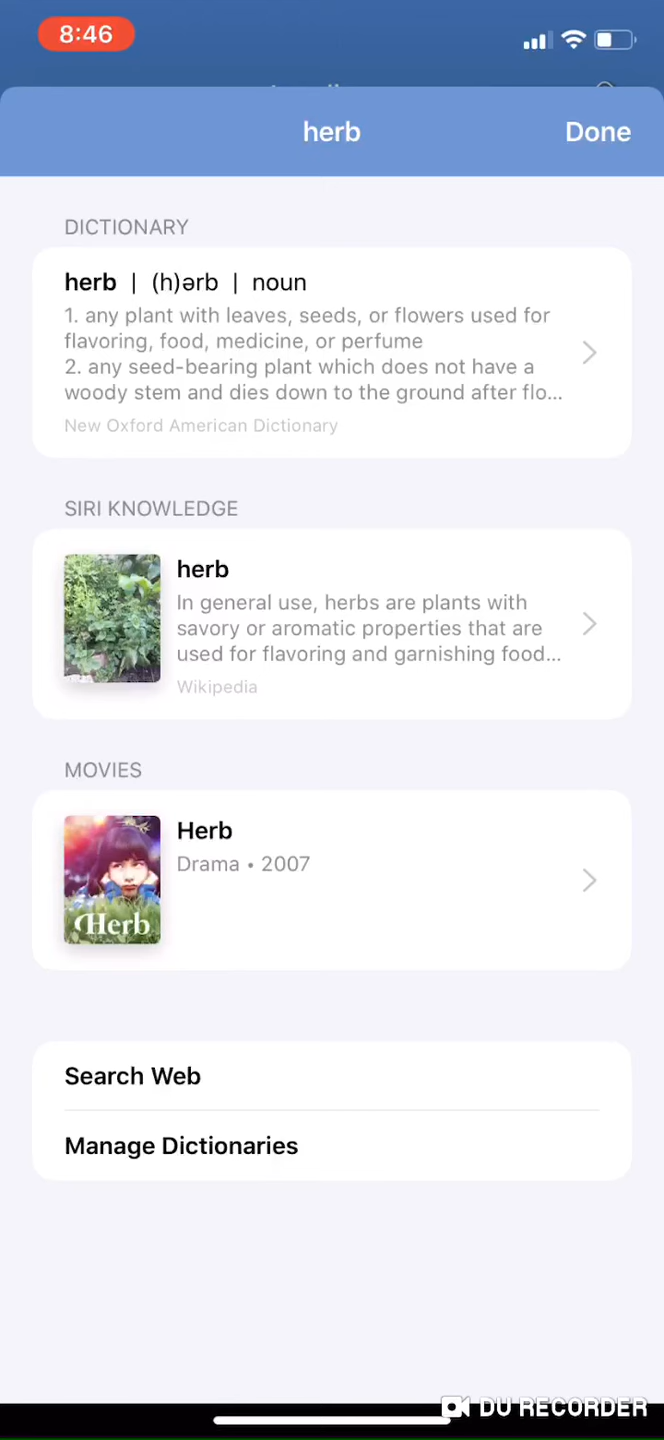 8:46
herb
Done
DICTIONARY
herb | (h)ərb | noun
1. any plant with leaves, seeds, or flowers used for
flavoring, food, medicine, or perfume
2. any seed-bearing plant which does not have a
woody stem and dies down to the ground after flo...
New Oxford American Dictionary
SIRI KNOWLEDGE
herb
In general use, herbs are plants with
savory or aromatic properties that are
used for flavoring and garnishing food...
Wikipedia
MOVIES
Herb
Drama • 2007
Herb
Search Web
Manage Dictionaries
DU RECORDER